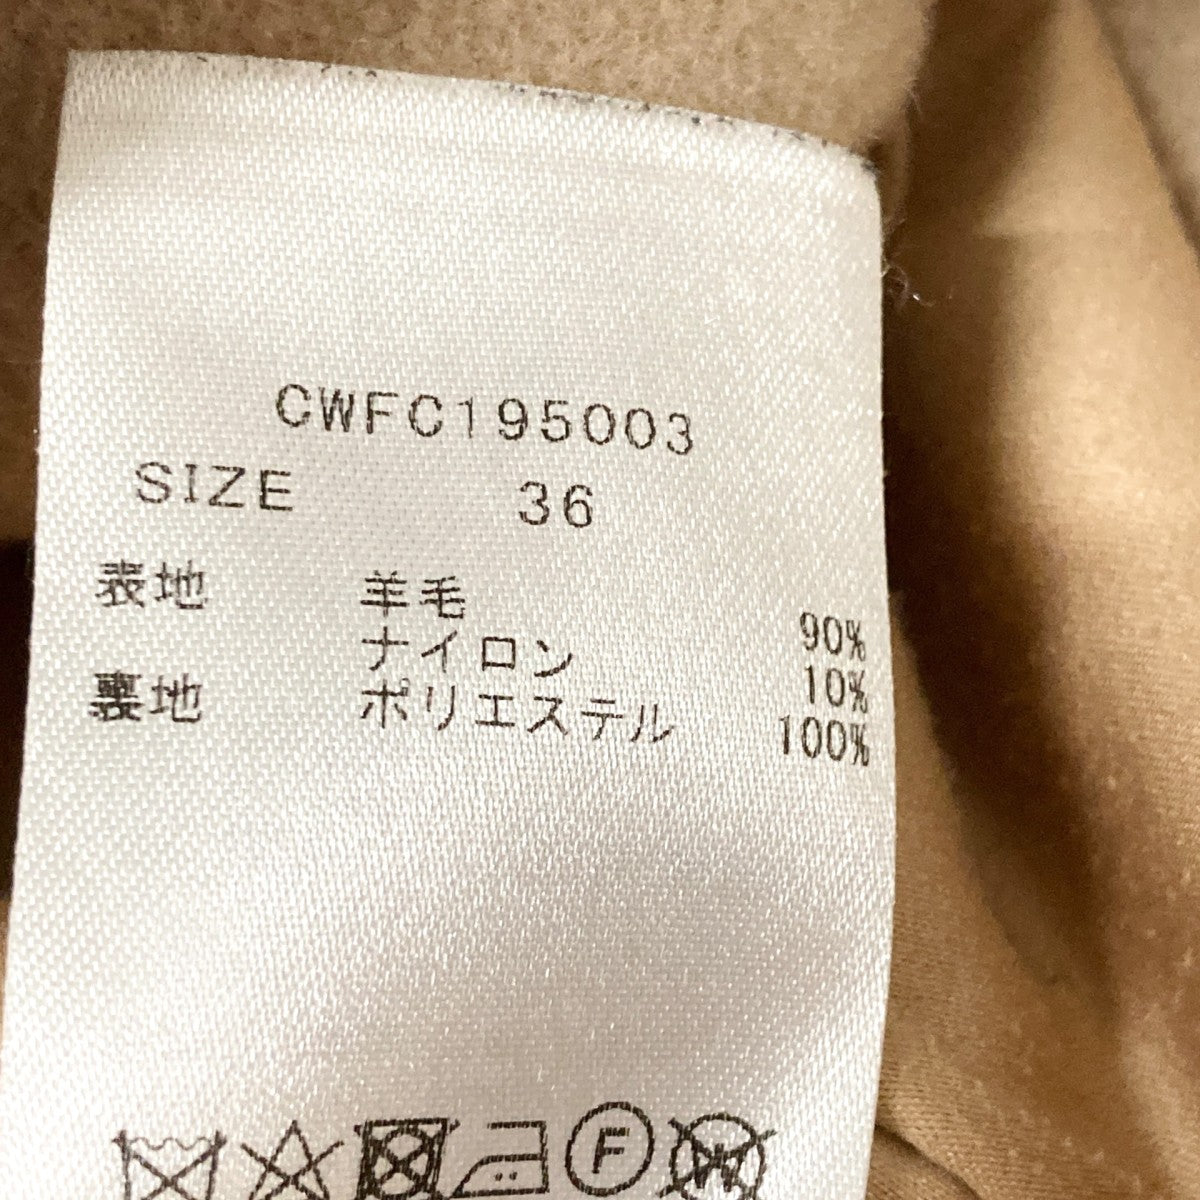 CWFC195003
SIZE 36
表地 羊毛 90%
ナイロン 10%
裏地 ポリエステル 100%
F W